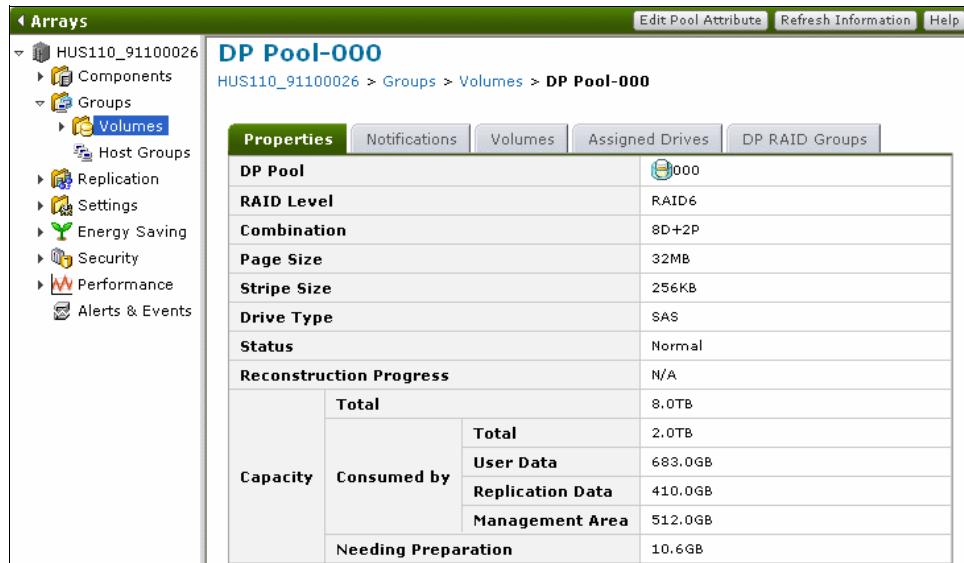 Arrays
Edit Pool Attribute Refresh Information Help
HUS110_91100026
Components
Groups
Volumes
Host Groups
Replication
Settings
Energy Saving
Security
Performance
Alerts & Events
DP Pool-000
HUS110_91100026 > Groups > Volumes > DP Pool-000
Properties Notifications Volumes Assigned Drives DP RAID Groups
DP Pool 000
RAID Level RAID6
Combination 8D+2P
Page Size 32MB
Stripe Size 256KB
Drive Type SAS
Status Normal
Reconstruction Progress N/A
Capacity
Total 8.0TB
Consumed by
Total 2.0TB
User Data 683.0GB
Replication Data 410.0GB
Management Area 512.0GB
Needing Preparation 10.6GB